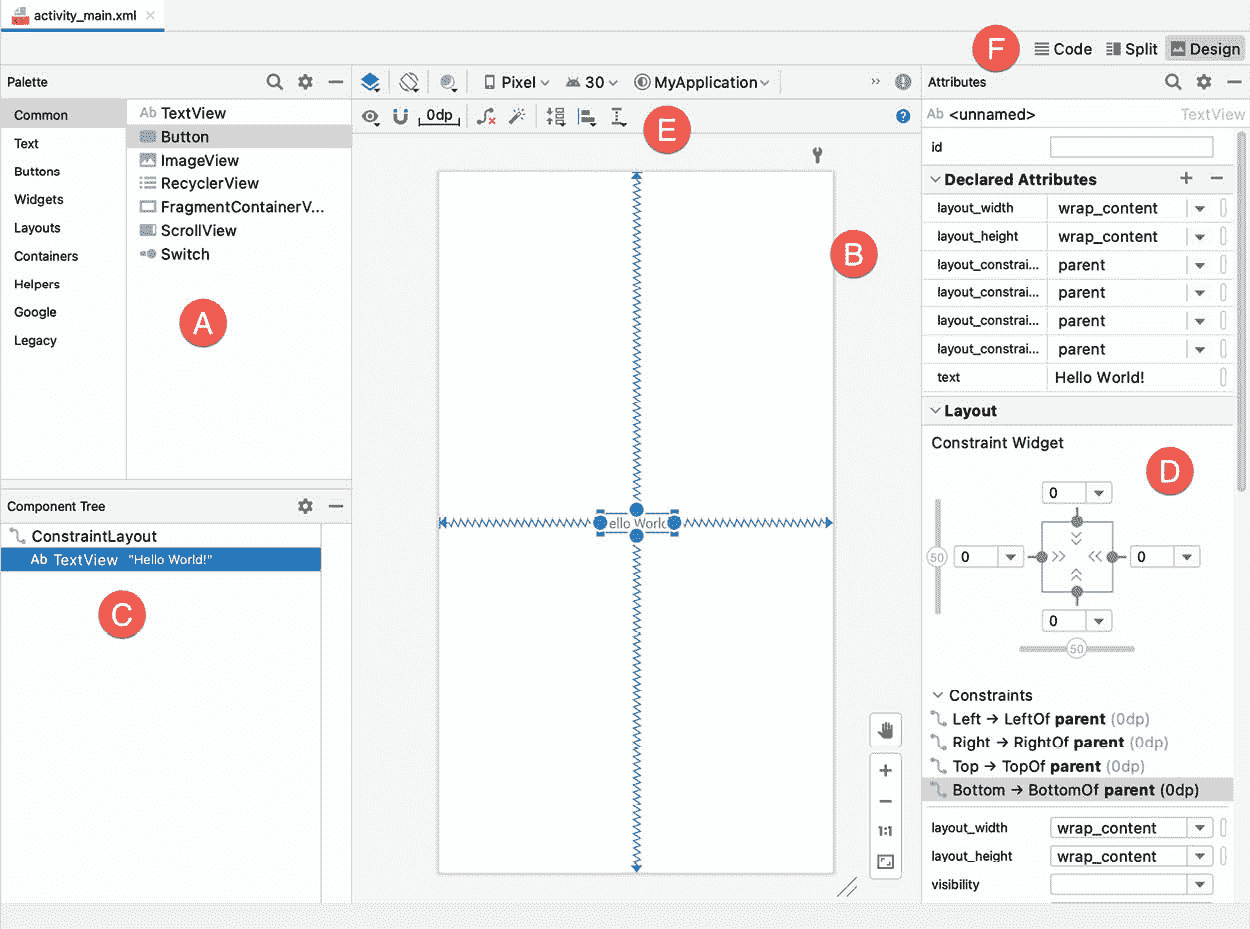 activity_main.xml
F
Code
Split
Design
Palette
Common
Text
Buttons
Widgets
Layouts
Containers
Helpers
Google
Legacy
Ab TextView
Button
ImageView
RecyclerView
FragmentContainerV...
ScrollView
Switch
A
Component Tree
ConstraintLayout
Ab TextView "Hello World!"
C
Pixel
30
MyApplication
»
0dp
E
?
B
ello Worlc
1:1
Attributes
Ab <unnamed> TextView
id
Declared Attributes
layout_width wrap_content
layout_height wrap_content
layout_constrai... parent
layout_constrai... parent
layout_constrai... parent
layout_constrai... parent
text Hello World!
Layout
Constraint Widget
D
0
50 0 0
0
50
Constraints
Left → LeftOf parent (0dp)
Right → RightOf parent (0dp)
Top → TopOf parent (0dp)
Bottom → BottomOf parent (0dp)
layout_width wrap_content
layout_height wrap_content
visibility